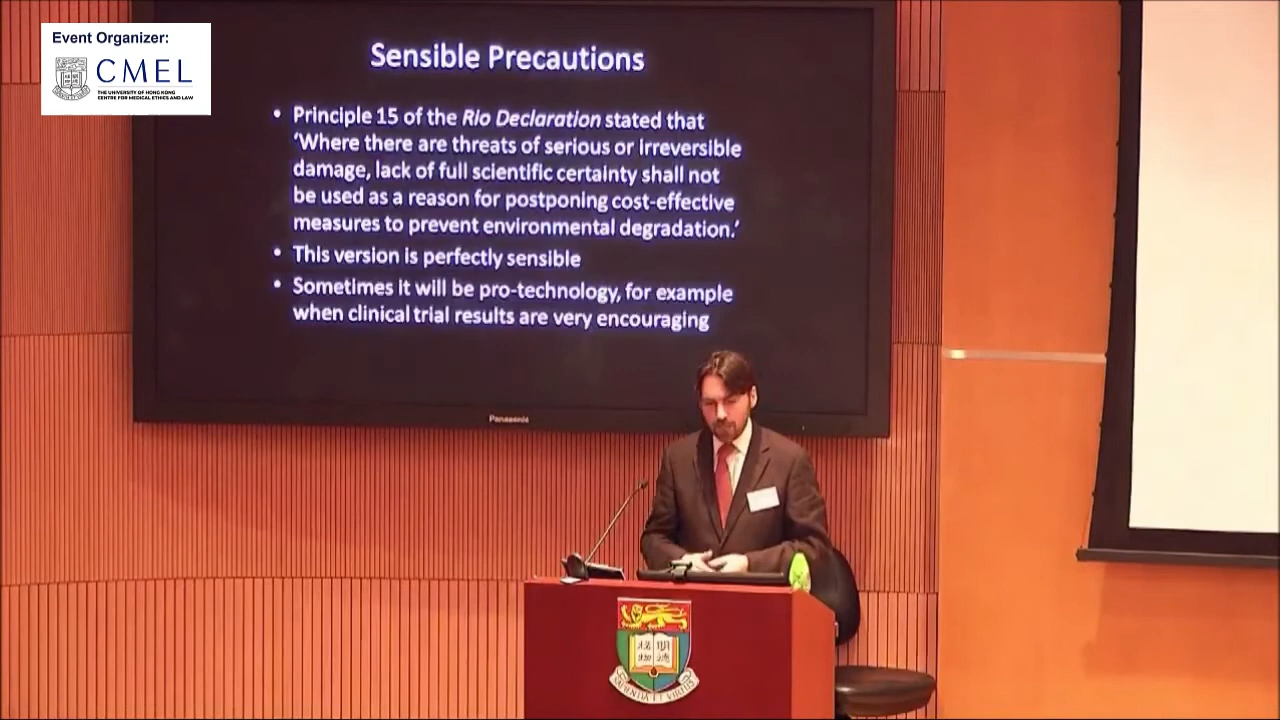 Event Organizer:
CMEL
THE UNIVERSITY OF HONG KONG
CENTRE FOR MEDICAL ETHICS AND LAW
Sensible Precautions
• Principle 15 of the Rio Declaration stated that
‘Where there are threats of serious or irreversible
damage, lack of full scientific certainty shall not
be used as a reason for postponing cost-effective
measures to prevent environmental degradation.’
• This version is perfectly sensible
• Sometimes it will be pro-technology, for example
when clinical trial results are very encouraging
Panasonic
SAPIENTIA ET VIRTUS